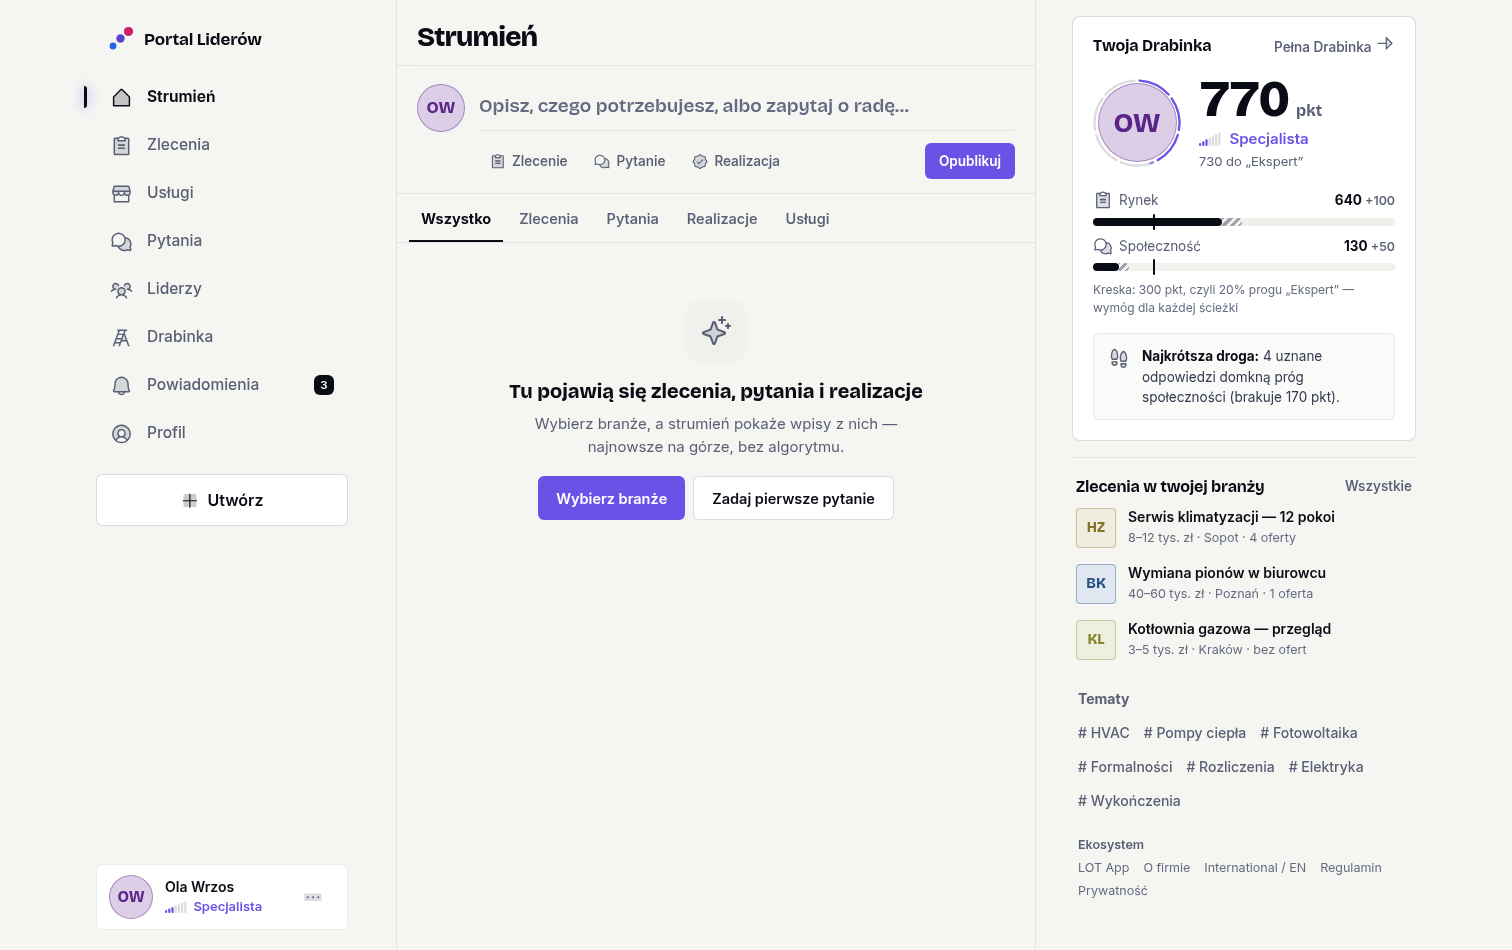 Portal Liderów
Strumień
Zlecenia
Usługi
Pytania
Liderzy
Drabinka
Powiadomienia 3
Profil
Utwórz
OW Ola Wrzos
Specjalista
Strumień
OW Opisz, czego potrzebujesz, albo zapytaj o radę...
Zlecenie Pytanie Realizacja Opublikuj
Wszystko Zlecenia Pytania Realizacje Usługi
Tu pojawią się zlecenia, pytania i realizacje
Wybierz branże, a strumień pokaże wpisy z nich —
najnowsze na górze, bez algorytmu.
Wybierz branże Zadaj pierwsze pytanie
Twoja Drabinka Pełna Drabinka
OW 770 pkt
Specjalista
730 do „Ekspert”
Rynek 640 +100
Społeczność 130 +50
Kreska: 300 pkt, czyli 20% progu „Ekspert” —
wymóg dla każdej ścieżki
Najkrótsza droga: 4 uznane
odpowiedzi domkną próg
społeczności (brakuje 170 pkt).
Zlecenia w twojej branży Wszystkie
HZ Serwis klimatyzacji — 12 pokoi
8–12 tys. zł · Sopot · 4 oferty
BK Wymiana pionów w biurowcu
40–60 tys. zł · Poznań · 1 oferta
KL Kotłownia gazowa — przegląd
3–5 tys. zł · Kraków · bez ofert
Tematy
# HVAC # Pompy ciepła # Fotowoltaika
# Formalności # Rozliczenia # Elektryka
# Wykończenia
Ekosystem
LOT App O firmie International / EN Regulamin
Prywatność